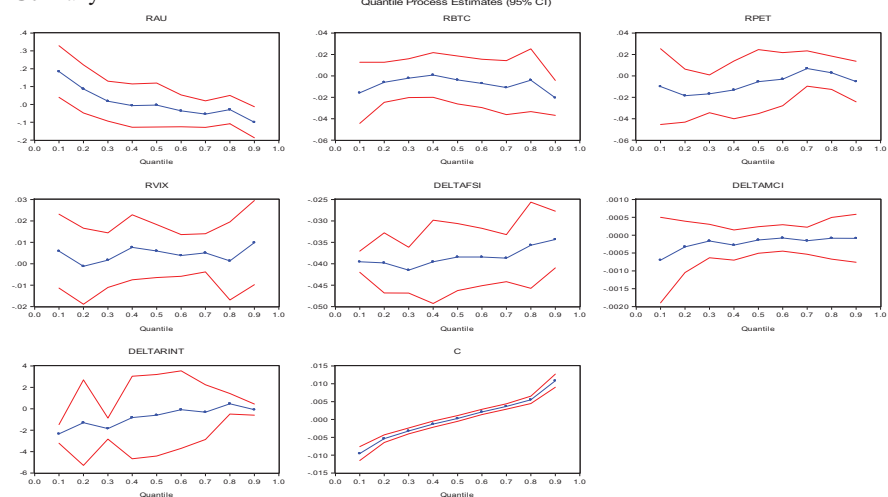 Quantile Process Estimates (95% CI)
RAU RBTC RPET
.4 .04 .04
.3 .02 .02
.2
.1 .00 .00
.0 -.02 -.02
-.1 -.04 -.04
-.2 -.06 -.06
0.0 0.1 0.2 0.3 0.4 0.5 0.6 0.7 0.8 0.9 1.0 0.0 0.1 0.2 0.3 0.4 0.5 0.6 0.7 0.8 0.9 1.0 0.0 0.1 0.2 0.3 0.4 0.5 0.6 0.7 0.8 0.9 1.0
Quantile Quantile Quantile
RVIX DELTAFSI DELTAMCI
.03 -.025 .0010
.02 -.030 .0005
.01 -.035 .0000
.00 -.040 -.0005
-.0010
-.01 -.045 -.0015
-.02 -.050 -.0020
0.0 0.1 0.2 0.3 0.4 0.5 0.6 0.7 0.8 0.9 1.0 0.0 0.1 0.2 0.3 0.4 0.5 0.6 0.7 0.8 0.9 1.0 0.0 0.1 0.2 0.3 0.4 0.5 0.6 0.7 0.8 0.9 1.0
Quantile Quantile Quantile
DELTARINT C
4 .015
2 .010
.005
0 .000
-2 -.005
-4 -.010
-6 -.015
0.0 0.1 0.2 0.3 0.4 0.5 0.6 0.7 0.8 0.9 1.0 0.0 0.1 0.2 0.3 0.4 0.5 0.6 0.7 0.8 0.9 1.0
Quantile Quantile